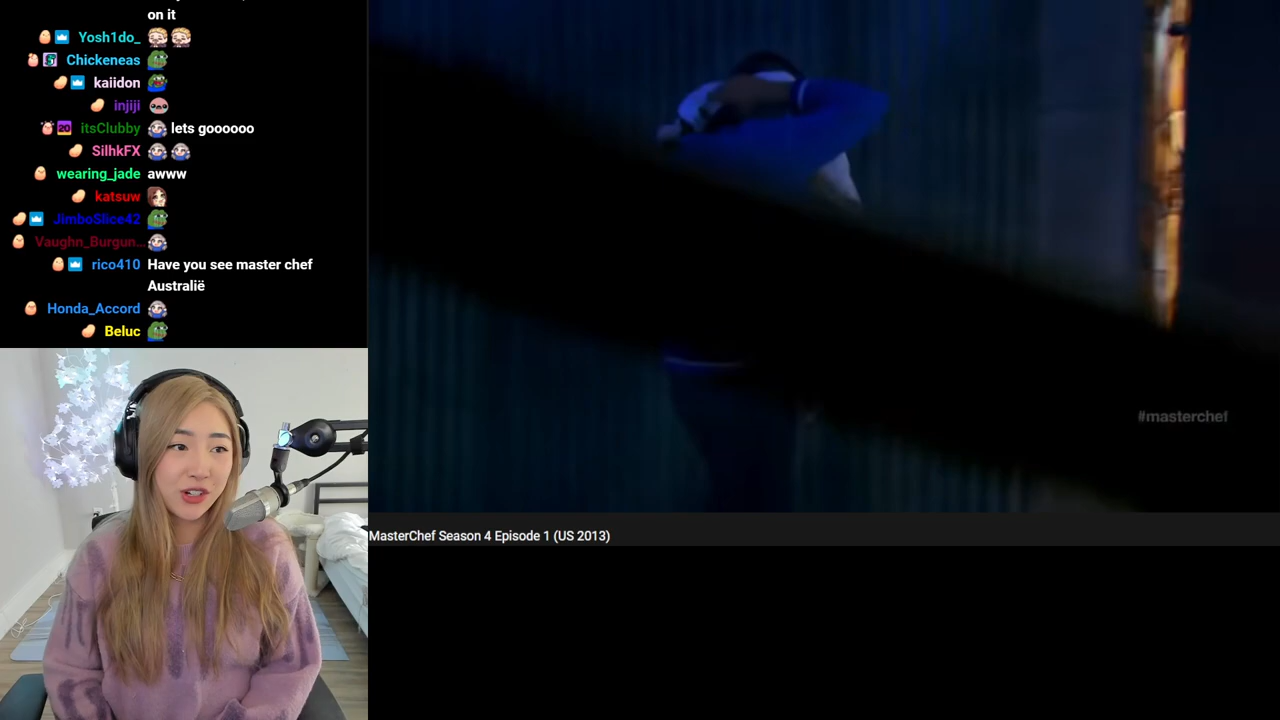 on it
Yosh1do_
Chickeneas
kaiidon
injiji
20 itsClubby lets goooooo
SilhkFX
wearing_jade awww
katsuw
JimboSlice42
Vaughn_Burgun...
rico410 Have you see master chef
Australië
Honda_Accord
Beluc
#masterchef
MasterChef Season 4 Episode 1 (US 2013)